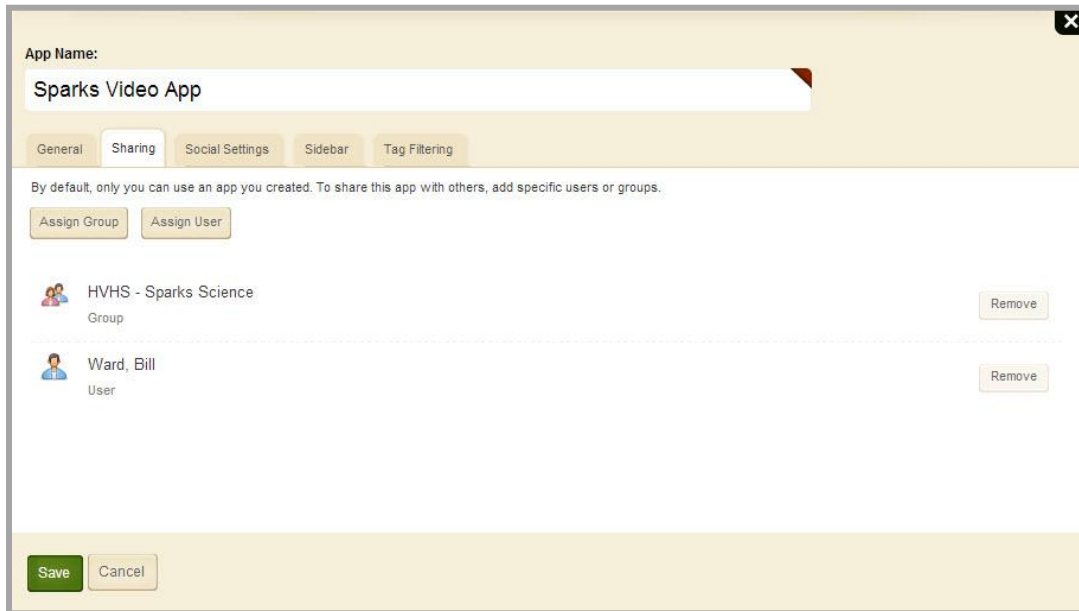 App Name:
Sparks Video App
General Sharing Social Settings Sidebar Tag Filtering
By default, only you can use an app you created. To share this app with others, add specific users or groups.
Assign Group Assign User
HVHS - Sparks Science
Group
Remove
Ward, Bill
User
Remove
Save Cancel